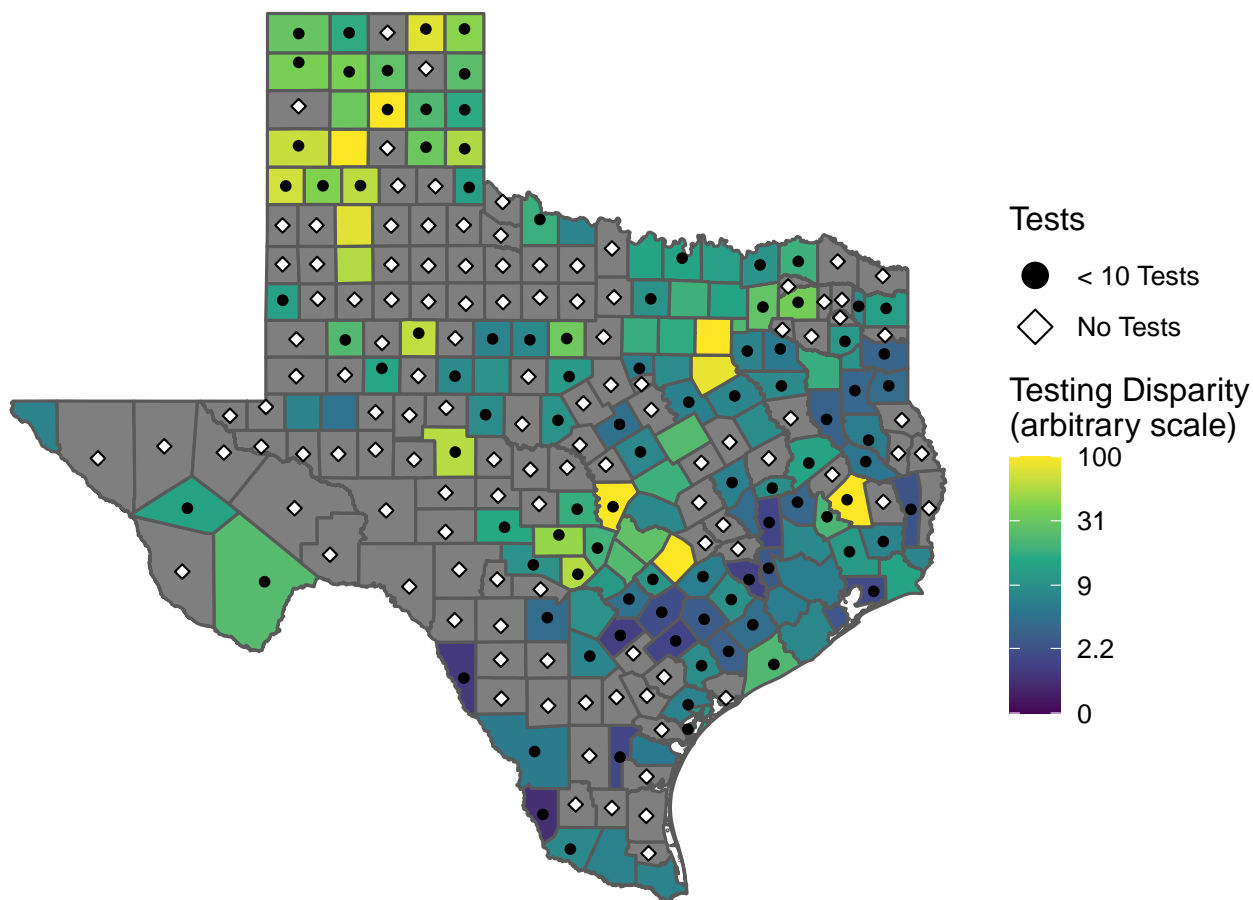 Tests
< 10 Tests
No Tests
Testing Disparity
(arbitrary scale)
100
31
9
2.2
0